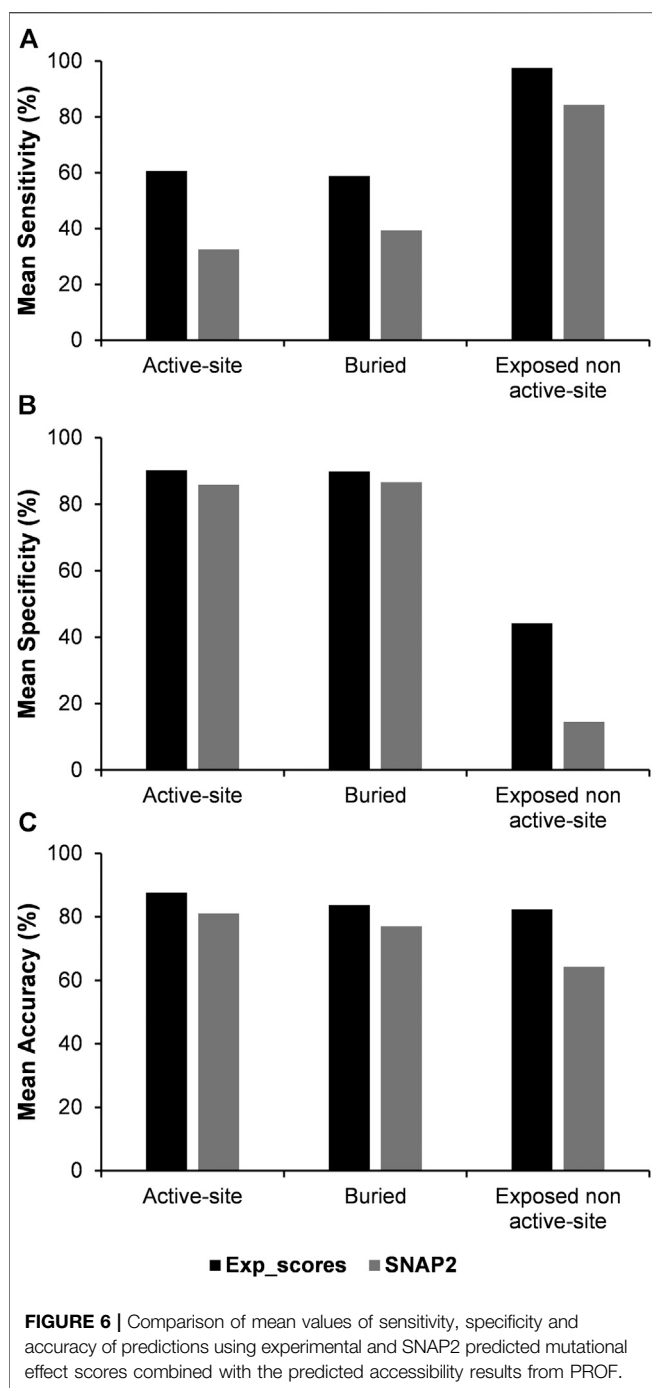 A
Mean Sensitivity (%)
100
80
60
40
20
0
Active-site
Buried
Exposed non
active-site
B
Mean Specificity (%)
100
80
60
40
20
0
Active-site
Buried
Exposed non
active-site
C
Mean Accuracy (%)
100
80
60
40
20
0
Active-site
Buried
Exposed non
active-site
Exp_scores SNAP2
FIGURE 6 | Comparison of mean values of sensitivity, specificity and
accuracy of predictions using experimental and SNAP2 predicted mutational
effect scores combined with the predicted accessibility results from PROF.